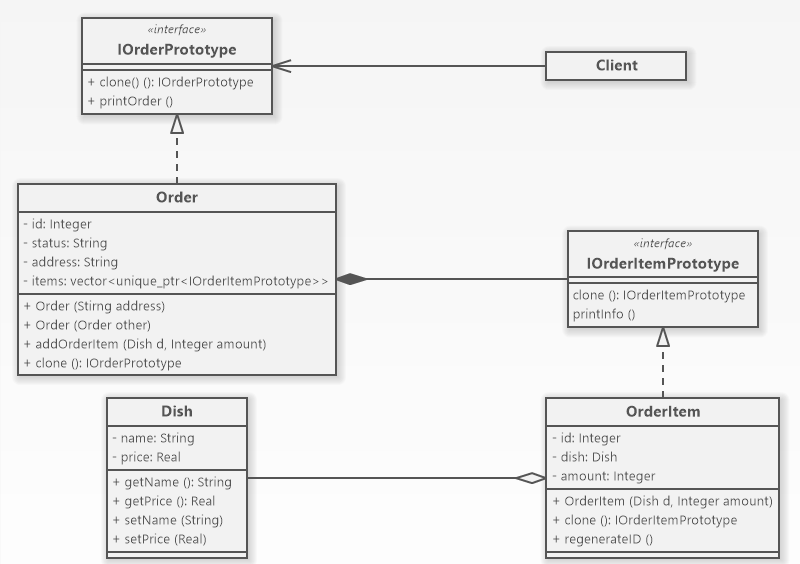 «interface»
IOrderPrototype
+ clone() (): IOrderPrototype
+ printOrder ()
Client
Order
- id: Integer
- status: String
- address: String
- items: vector<unique_ptr<IOrderItemPrototype>>
+ Order (Stirng address)
+ Order (Order other)
+ addOrderItem (Dish d, Integer amount)
+ clone (): IOrderPrototype
«interface»
IOrderItemPrototype
clone (): IOrderItemPrototype
printInfo ()
Dish
- name: String
- price: Real
+ getName (): String
+ getPrice (): Real
+ setName (String)
+ setPrice (Real)
OrderItem
- id: Integer
- dish: Dish
- amount: Integer
+ OrderItem (Dish d, Integer amount)
+ clone (): IOrderItemPrototype
+ regenerateID ()